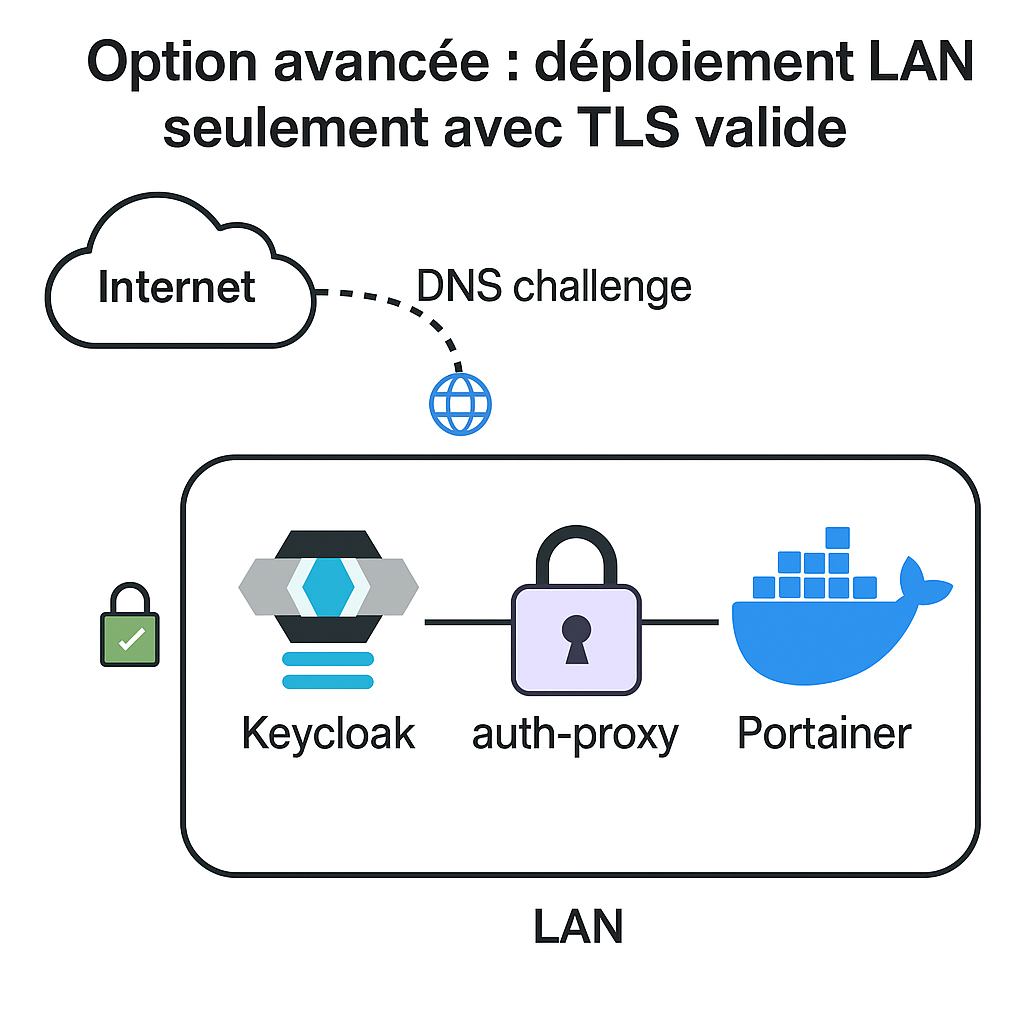 Option avancée : déploiement LAN
seulement avec TLS valide
Internet
DNS challenge
Keycloak
auth-proxy
Portainer
LAN